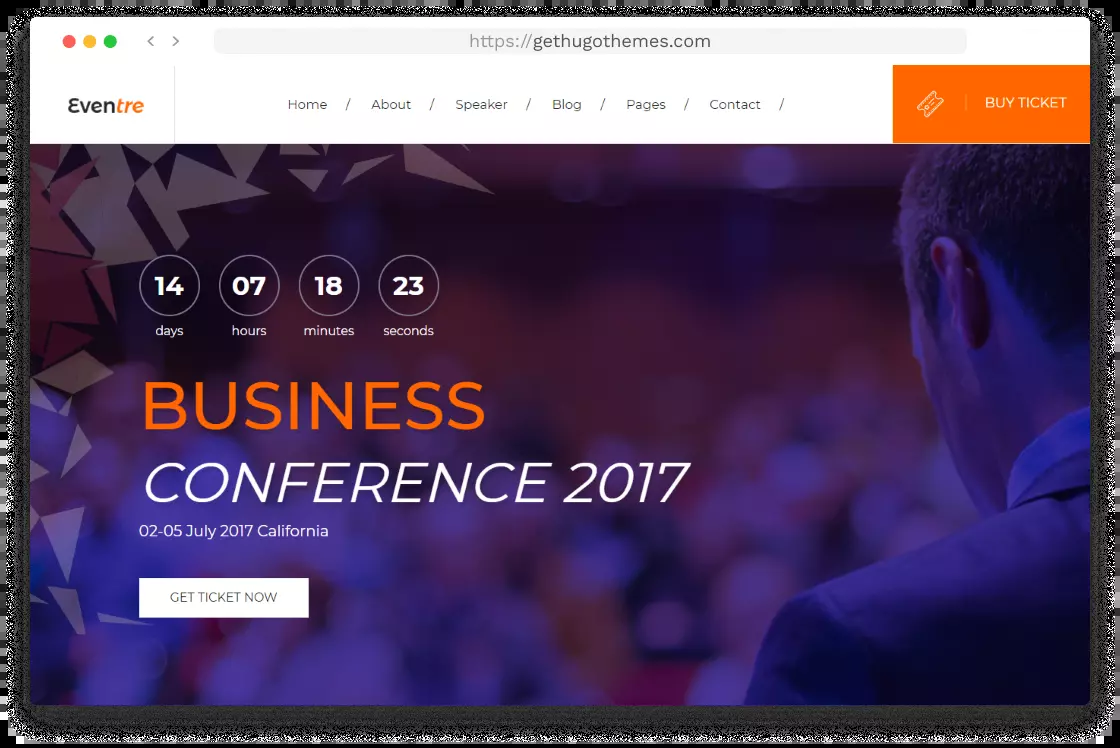 https://gethugothemes.com
Eventre
Home / About / Speaker / Blog / Pages / Contact /
BUY TICKET
14 07 18 23
days hours minutes seconds
BUSINESS
CONFERENCE 2017
02-05 July 2017 California
GET TICKET NOW